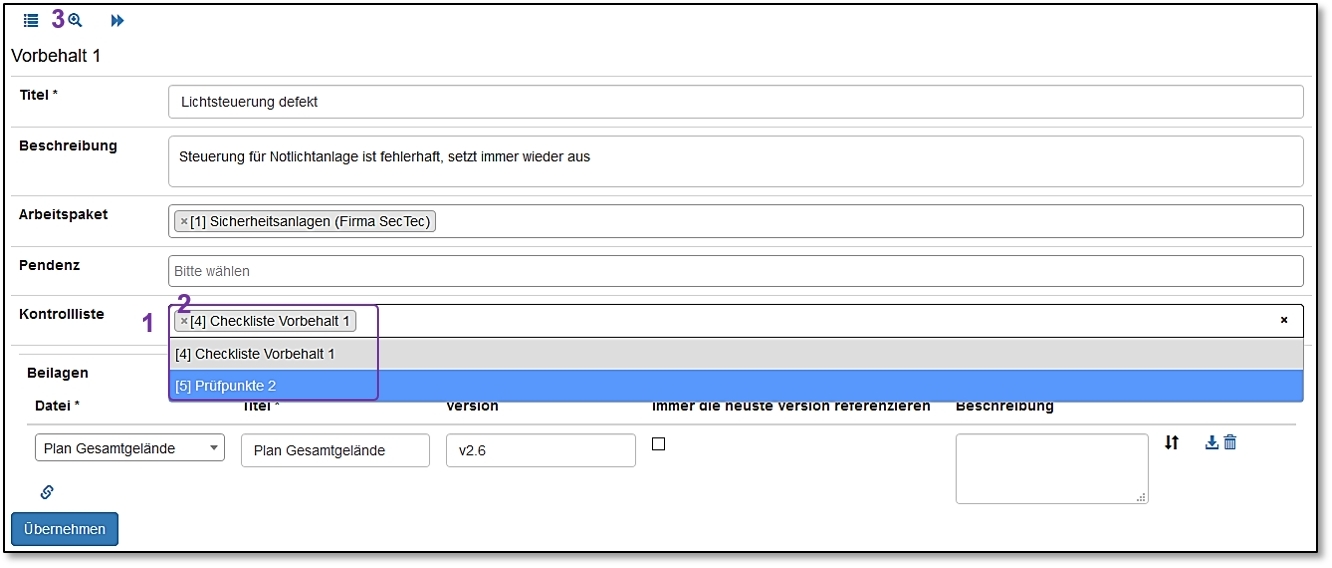 3
Vorbehalt 1
Titel * Lichtsteuerung defekt
Beschreibung Steuerung für Notlichtanlage ist fehlerhaft, setzt immer wieder aus
Arbeitspaket ×[1] Sicherheitsanlagen (Firma SecTec)
Pendenz Bitte wählen
2
Kontrollliste 1 ×[4] Checkliste Vorbehalt 1 ×
[4] Checkliste Vorbehalt 1
Beilagen
[5] Prüfpunkte 2
Datei * Titel * Version Immer die neuste Version referenzieren Beschreibung
Plan Gesamtgelände Plan Gesamtgelände v2.6
Übernehmen